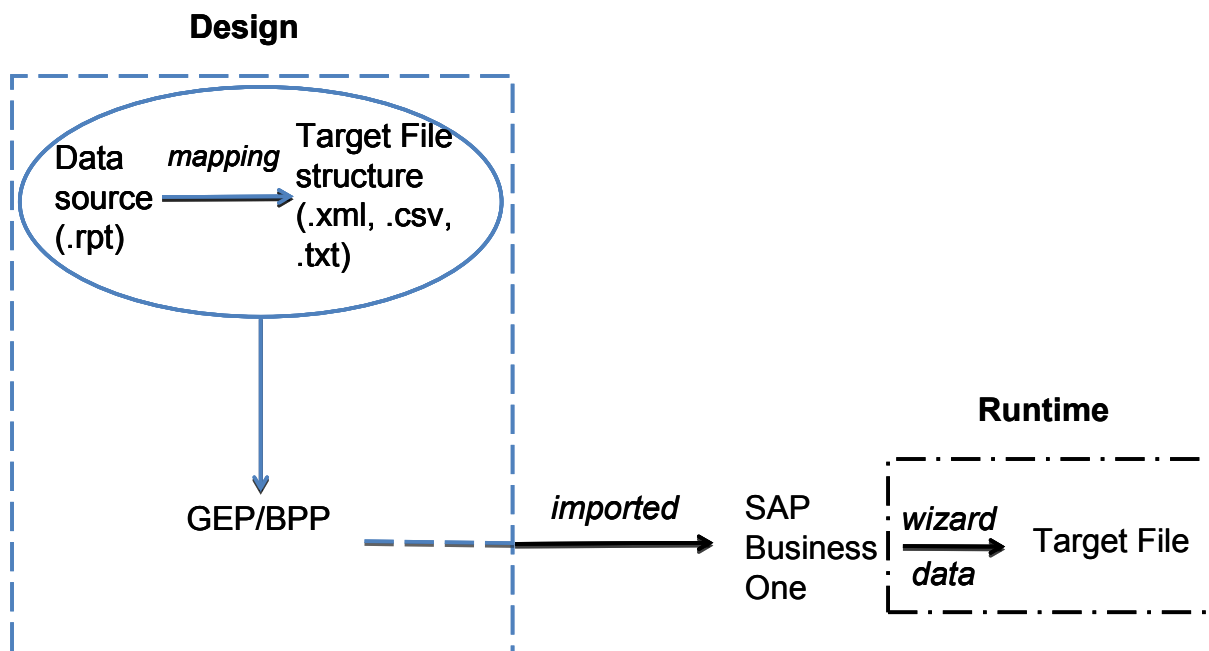 Design
Data
source
(.rpt)
mapping
Target File
structure
(.xml, .csv,
.txt)
GEP/BPP
imported
SAP
Business
One
Runtime
wizard
data
Target File